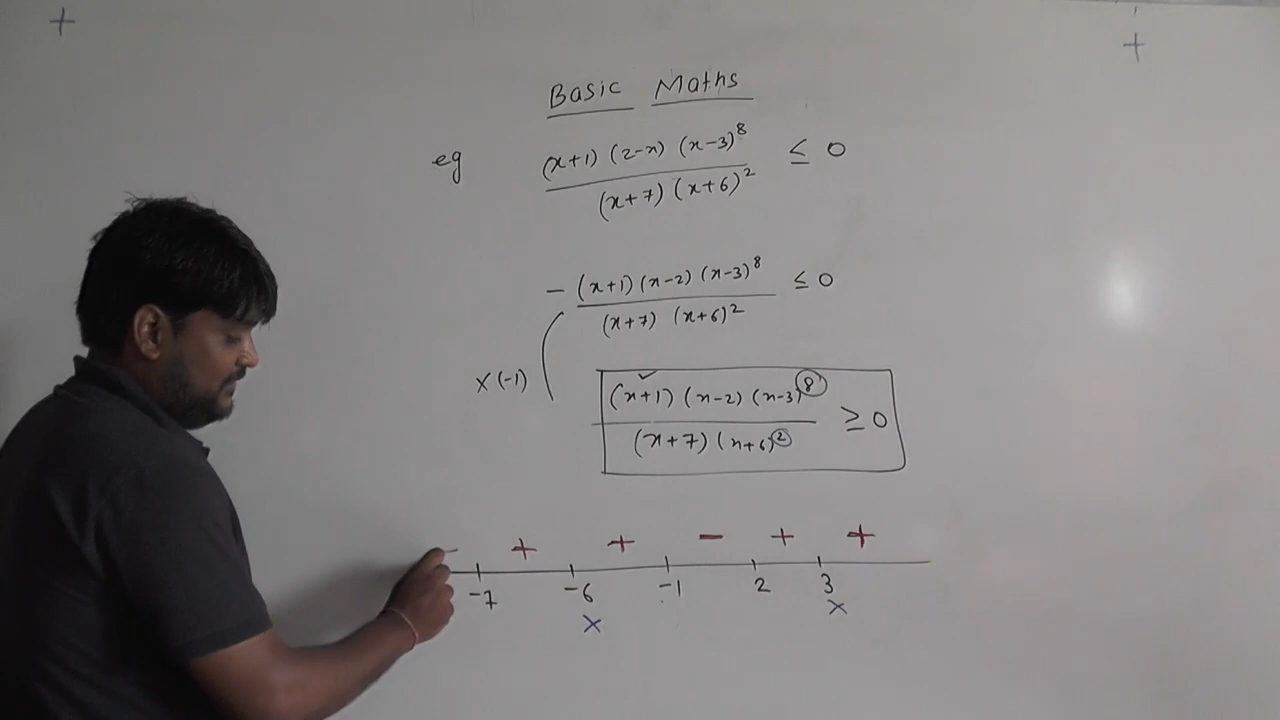 Basic Maths
eg (x+1) (2-x) (x-3)^8 / (x+7) (x+6)^2 ≤ 0
- (x+1) (x-2) (x-3)^8 / (x+7) (x+6)^2 ≤ 0
x (-1)
(x+1) (x-2) (x-3)^8 / (x+7) (x+6)^2 ≥ 0
+ + - + +
-7 -6 -1 2 3
x x